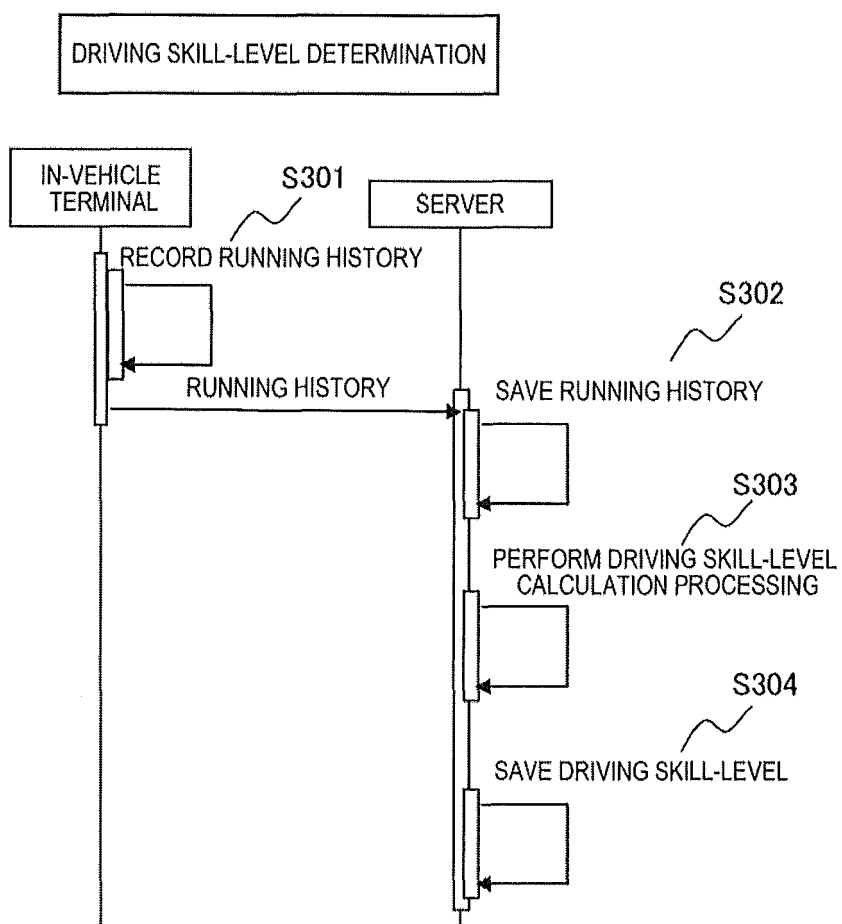 DRIVING SKILL-LEVEL DETERMINATION
IN-VEHICLE
TERMINAL
S301
SERVER
RECORD RUNNING HISTORY
S302
RUNNING HISTORY
SAVE RUNNING HISTORY
S303
PERFORM DRIVING SKILL-LEVEL
CALCULATION PROCESSING
S304
SAVE DRIVING SKILL-LEVEL